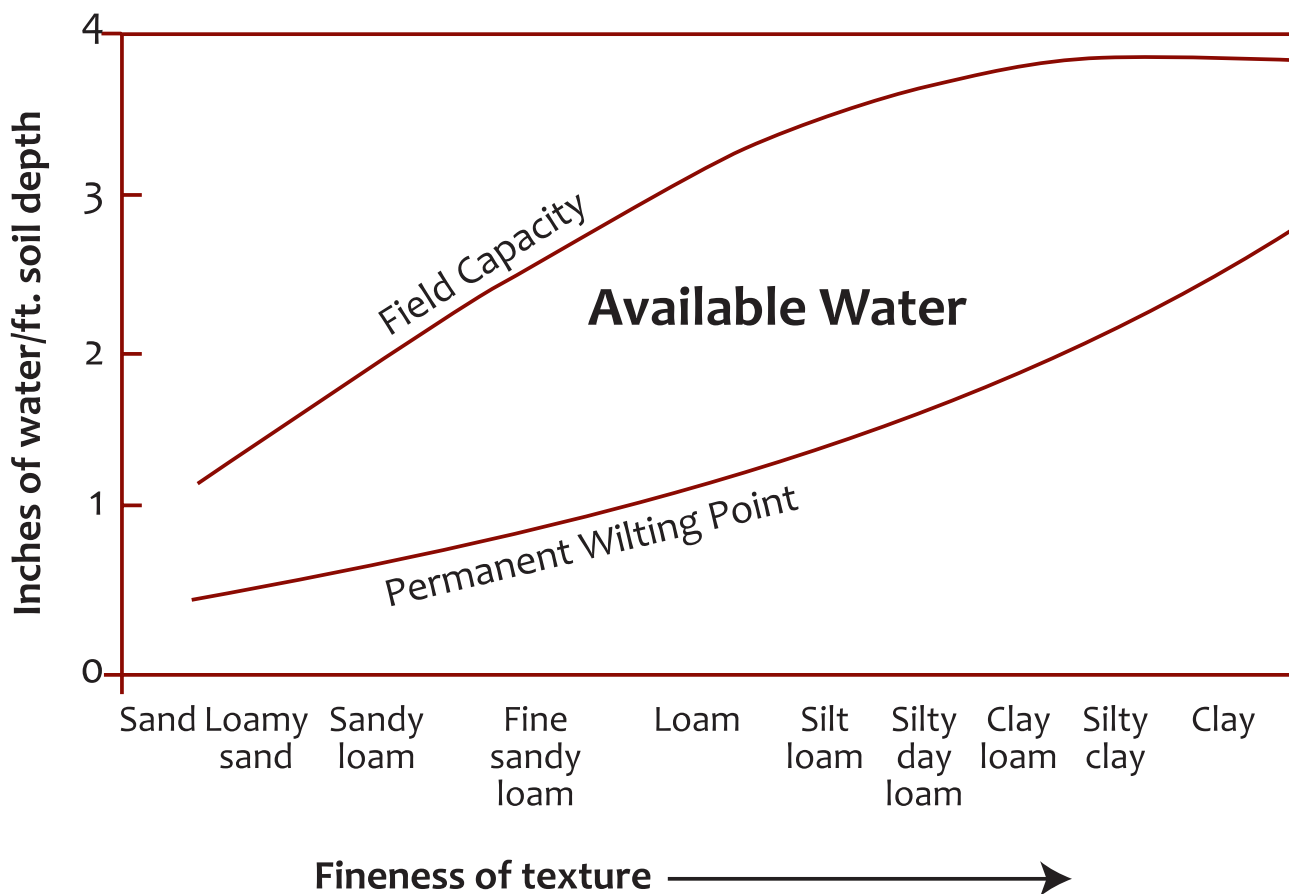 4
3
2
1
0
Inches of water/ft. soil depth
Field Capacity
Available Water
Permanent Wilting Point
Sand
Loamy
sand
Sandy
loam
Fine
sandy
loam
Loam
Silt
loam
Silty
day
loam
Clay
loam
Silty
clay
Clay
Fineness of texture